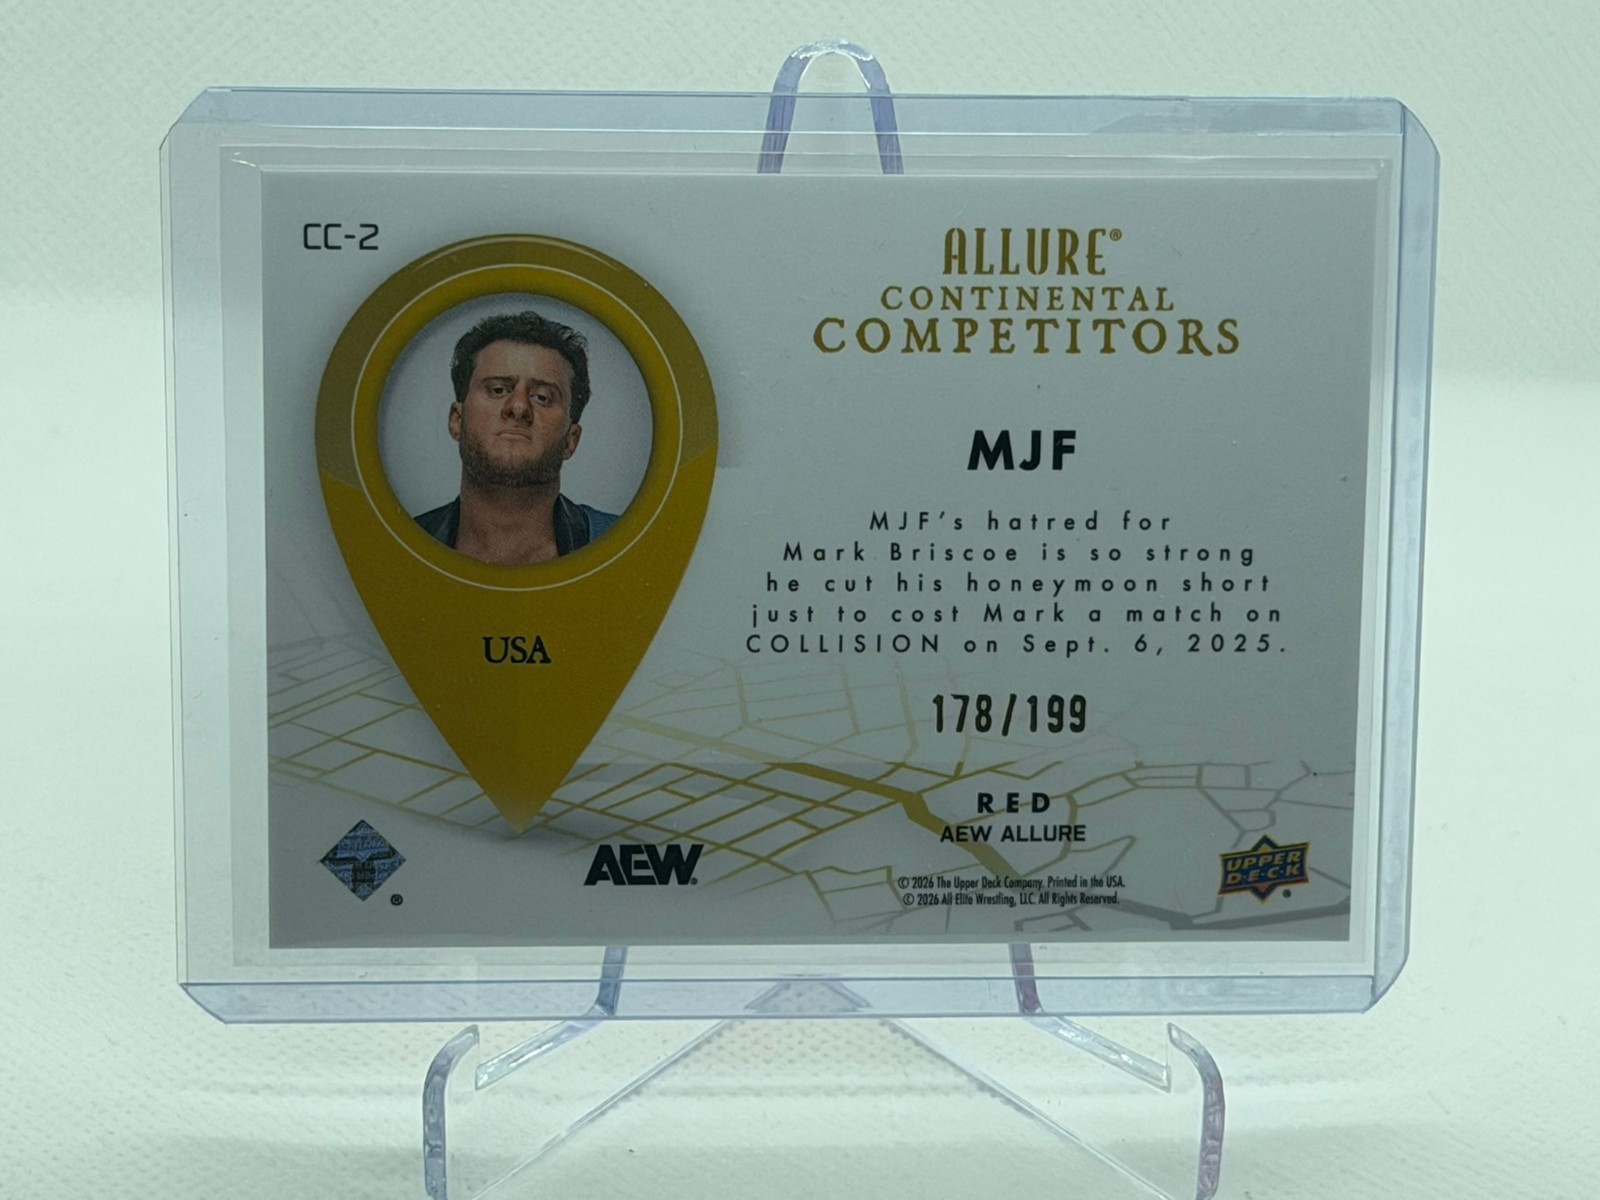 CC-2
ALLURE®
CONTINENTAL
COMPETITORS
MJF
MJF's hatred for
Mark Briscoe is so strong
he cut his honeymoon short
just to cost Mark a match on
COLLISION on Sept. 6, 2025.
USA
178/199
RED
AEW ALLURE
®
AEW.
© 2026 The Upper Deck Company. Printed in the USA.
© 2026 All Elite Wrestling, LLC. All Rights Reserved.
UPPER
D·E·C·K
®